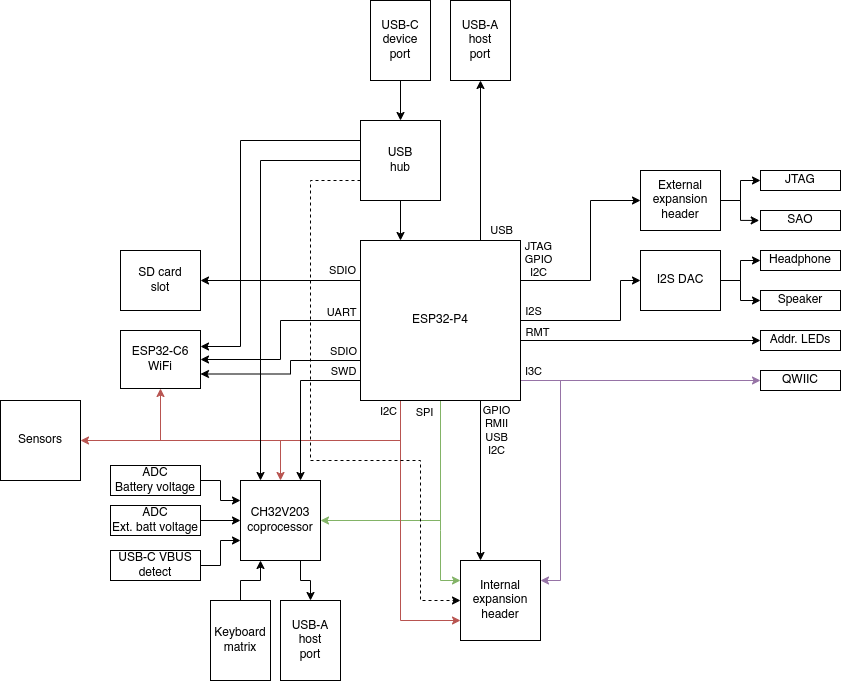 USB-C
device
port
USB-A
host
port
USB
hub
USB
External
expansion
header
JTAG
SAO
JTAG
GPIO
I2C
SD card
slot
SDIO
ESP32-P4
I2S DAC
Headphone
Speaker
UART
I2S
RMT
Addr. LEDs
ESP32-C6
WiFi
SDIO
SWD
I3C
QWIIC
I2C
SPI
GPIO
RMII
USB
I2C
Sensors
ADC
Battery voltage
ADC
Ext. batt voltage
USB-C VBUS
detect
CH32V203
coprocessor
Internal
expansion
header
Keyboard
matrix
USB-A
host
port